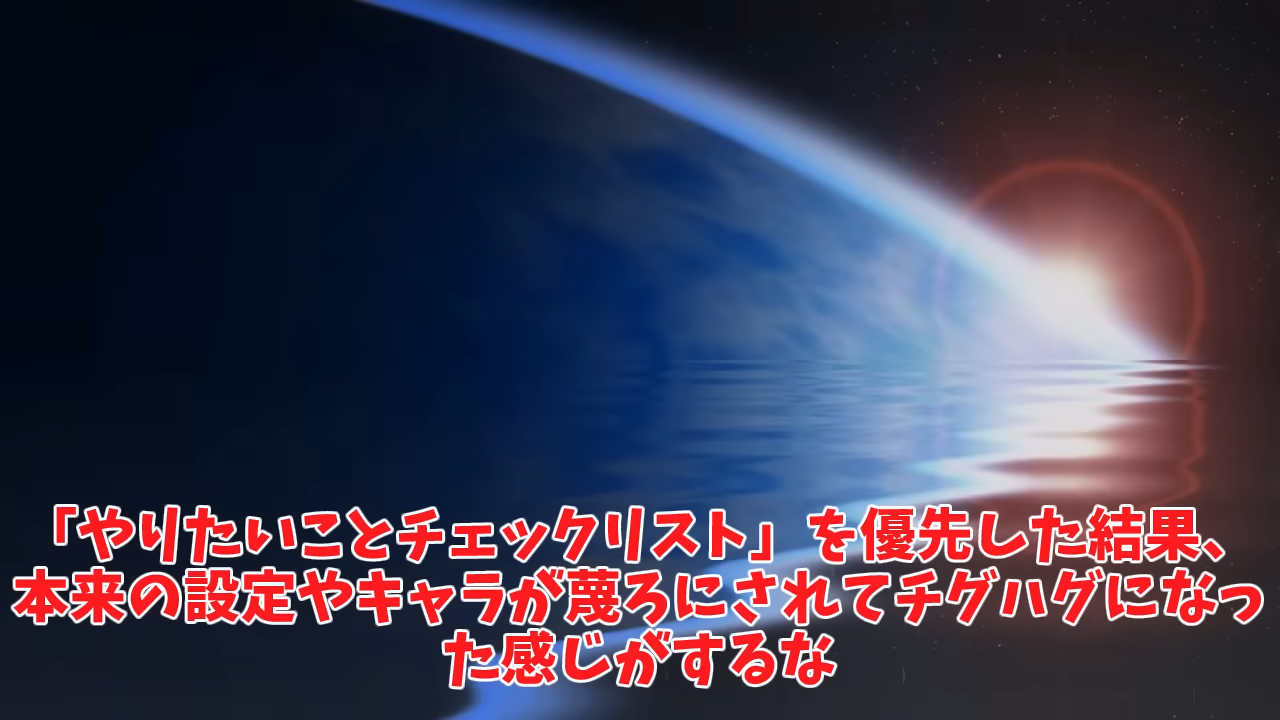 「やりたいことチェックリスト」を優先した結果、
本来の設定やキャラが蔑ろにされてチグハグになっ
た感じがするな